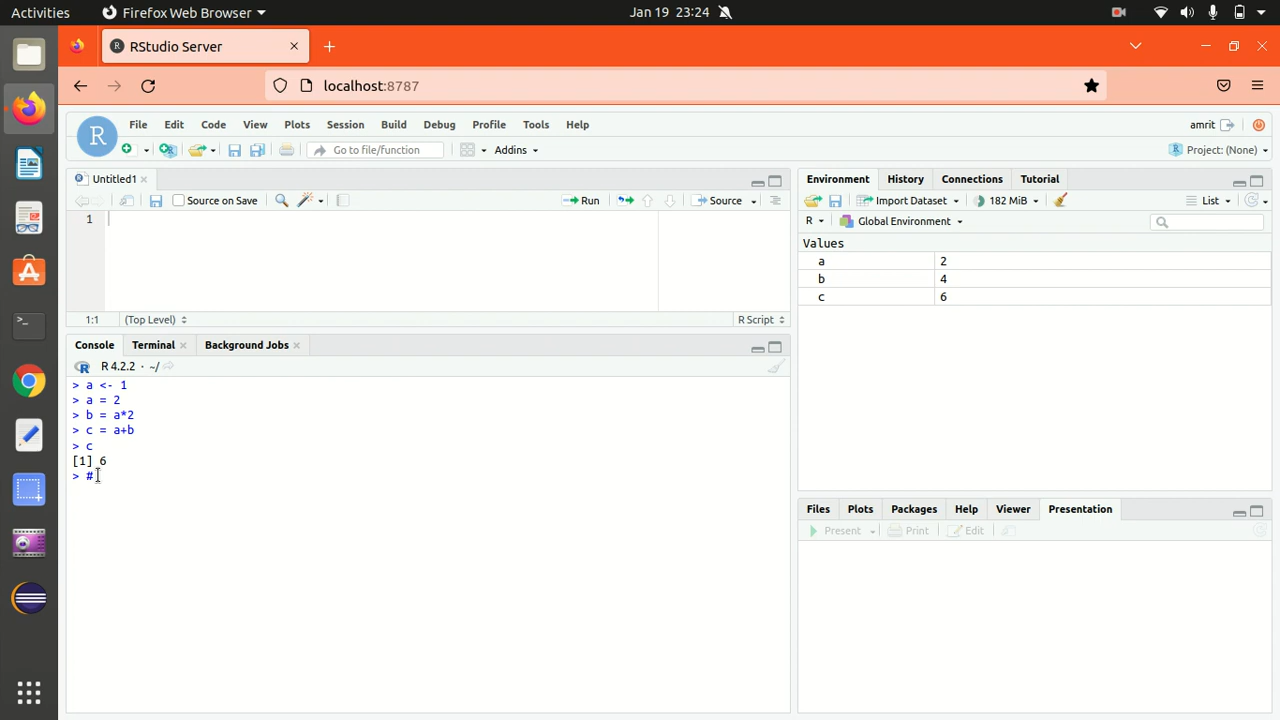 Activities
Firefox Web Browser
Jan 19 23:24
RStudio Server
localhost:8787
File Edit Code View Plots Session Build Debug Profile Tools Help
amrit
Go to file/function
Addins
Project: (None)
Untitled1
Source on Save
Run
Source
1
1:1
(Top Level)
R Script
Console
Terminal
Background Jobs
R 4.2.2 · ~/
> a <- 1
> a = 2
> b = a*2
> c = a+b
> c
[1] 6
> #
Environment
History
Connections
Tutorial
Import Dataset
182 MiB
List
R
Global Environment
Values
a 2
b 4
c 6
Files
Plots
Packages
Help
Viewer
Presentation
Present
Print
Edit